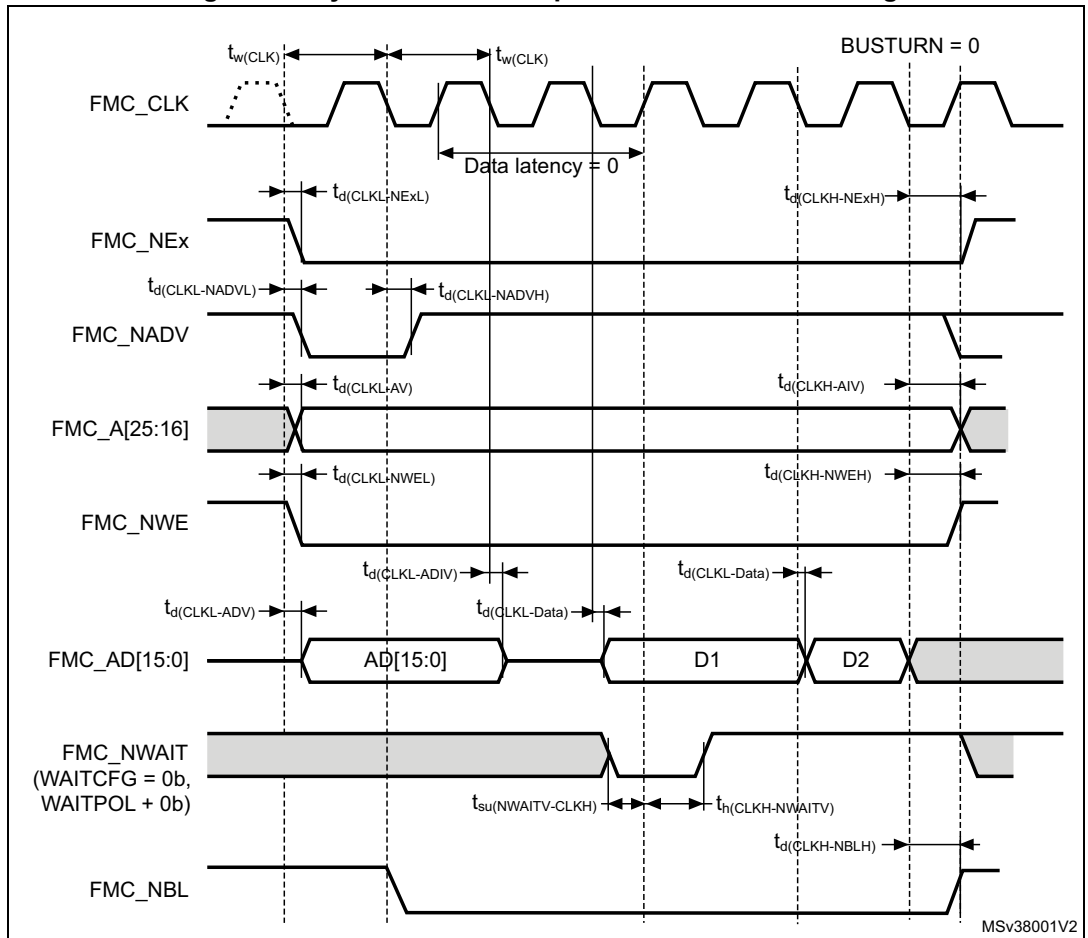 BUSTURN = 0
tw(CLK)
tw(CLK)
FMC_CLK
Data latency = 0
td(CLKL-NExL)
td(CLKH-NExH)
FMC_NEx
td(CLKL-NADVL)
td(CLKL-NADVH)
FMC_NADV
td(CLKL-AV)
td(CLKH-AIV)
FMC_A[25:16]
td(CLKL-NWEL)
td(CLKH-NWEH)
FMC_NWE
td(CLKL-ADIV)
td(CLKL-Data)
td(CLKL-ADV)
td(CLKL-Data)
FMC_AD[15:0]
AD[15:0]
D1
D2
FMC_NWAIT
(WAITCFG = 0b,
WAITPOL + 0b)
tsu(NWAITV-CLKH)
th(CLKH-NWAITV)
td(CLKH-NBLH)
FMC_NBL
MSv38001V2